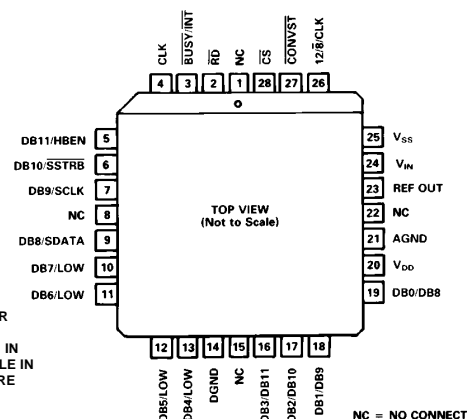 CLK
BUSY/INT
RD
NC
CS
CONVST
12/8/CLK
4 3 2 1 28 27 26
DB11/HBEN 5
DB10/SSTRB 6
DB9/SCLK 7
NC 8
DB8/SDATA 9
DB7/LOW 10
DB6/LOW 11
TOP VIEW
(Not to Scale)
25 VSS
24 VIN
23 REF OUT
22 NC
21 AGND
20 VDD
19 DB0/DB8
12 13 14 15 16 17 18
DB5/LOW
DB4/LOW
DGND
NC
DB3/DB11
DB2/DB10
DB1/DB9
R
IN
LE IN
RE
NC = NO CONNECT